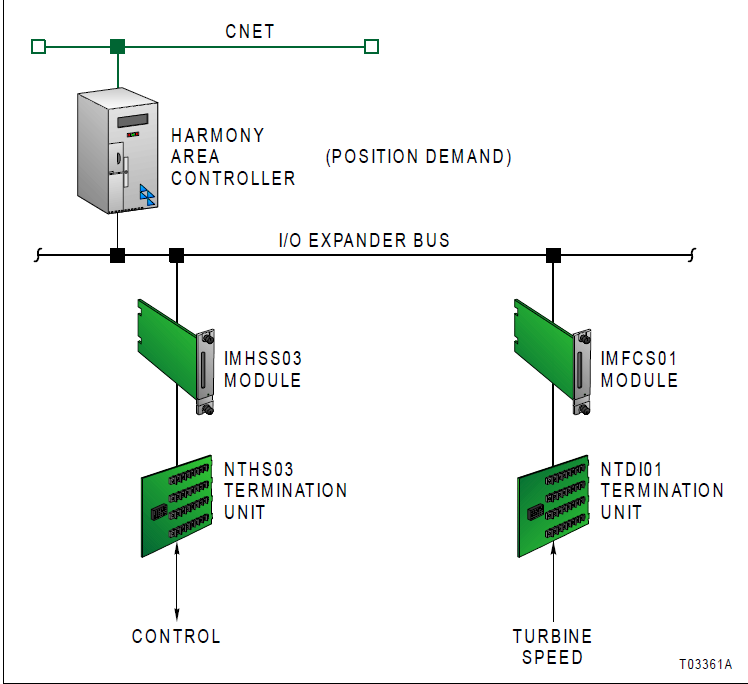 CNET
HARMONY
AREA
CONTROLLER
(POSITION DEMAND)
I/O EXPANDER BUS
IMHSS03
MODULE
IMFCS01
MODULE
NTHS03
TERMINATION
UNIT
NTDI01
TERMINATION
UNIT
CONTROL
TURBINE
SPEED
T03361A